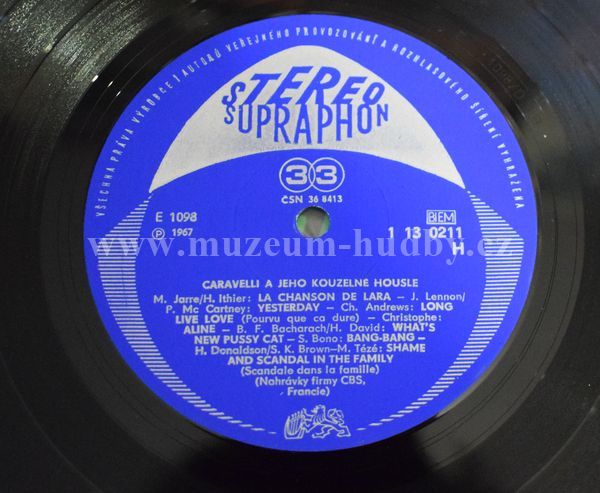 VŠECHNA PRÁVA VÝROBCE I AUTORŮ VEŘEJNÉHO PROVOZOVÁNÍ A ROZHLASOVÉHO ŠÍŘENÍ VYHRAZENA
STEREO
SUPRAPHON
33
ČSN 36 8413
E 1098
℗ 1967
BIEM
1 13 0211
H
www.muzeum-hudby.cz
CARAVELLI A JEHO KOUZELNÉ HOUSLE
M. Jarre/H. Ithier: LA CHANSON DE LARA – J. Lennon/
P. Mc Cartney: YESTERDAY – Ch. Andrews: LONG
LIVE LOVE (Pourvu que ca dure) – Christophe:
ALINE – B. F. Bacharach/H. David: WHAT'S
NEW PUSSY CAT – S. Bono: BANG-BANG –
H. Donaldson/S. K. Brown–M. Tézé: SHAME
AND SCANDAL IN THE FAMILY
(Scandale dans la famille)
(Nahrávky firmy CBS,
Francie)